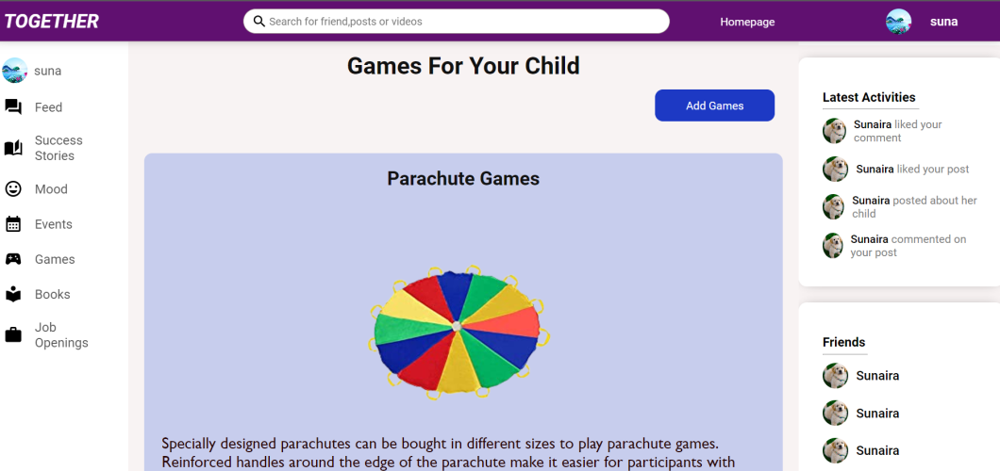 TOGETHER
Search for friend,posts or videos
Homepage
suna
suna
Feed
Success
Stories
Mood
Events
Games
Books
Job
Openings
Games For Your Child
Add Games
Parachute Games
Specially designed parachutes can be bought in different sizes to play parachute games.
Reinforced handles around the edge of the parachute make it easier for participants with
Latest Activities
Sunaira liked your
comment
Sunaira liked your post
Sunaira posted about her
child
Sunaira commented on
your post
Friends
Sunaira
Sunaira
Sunaira